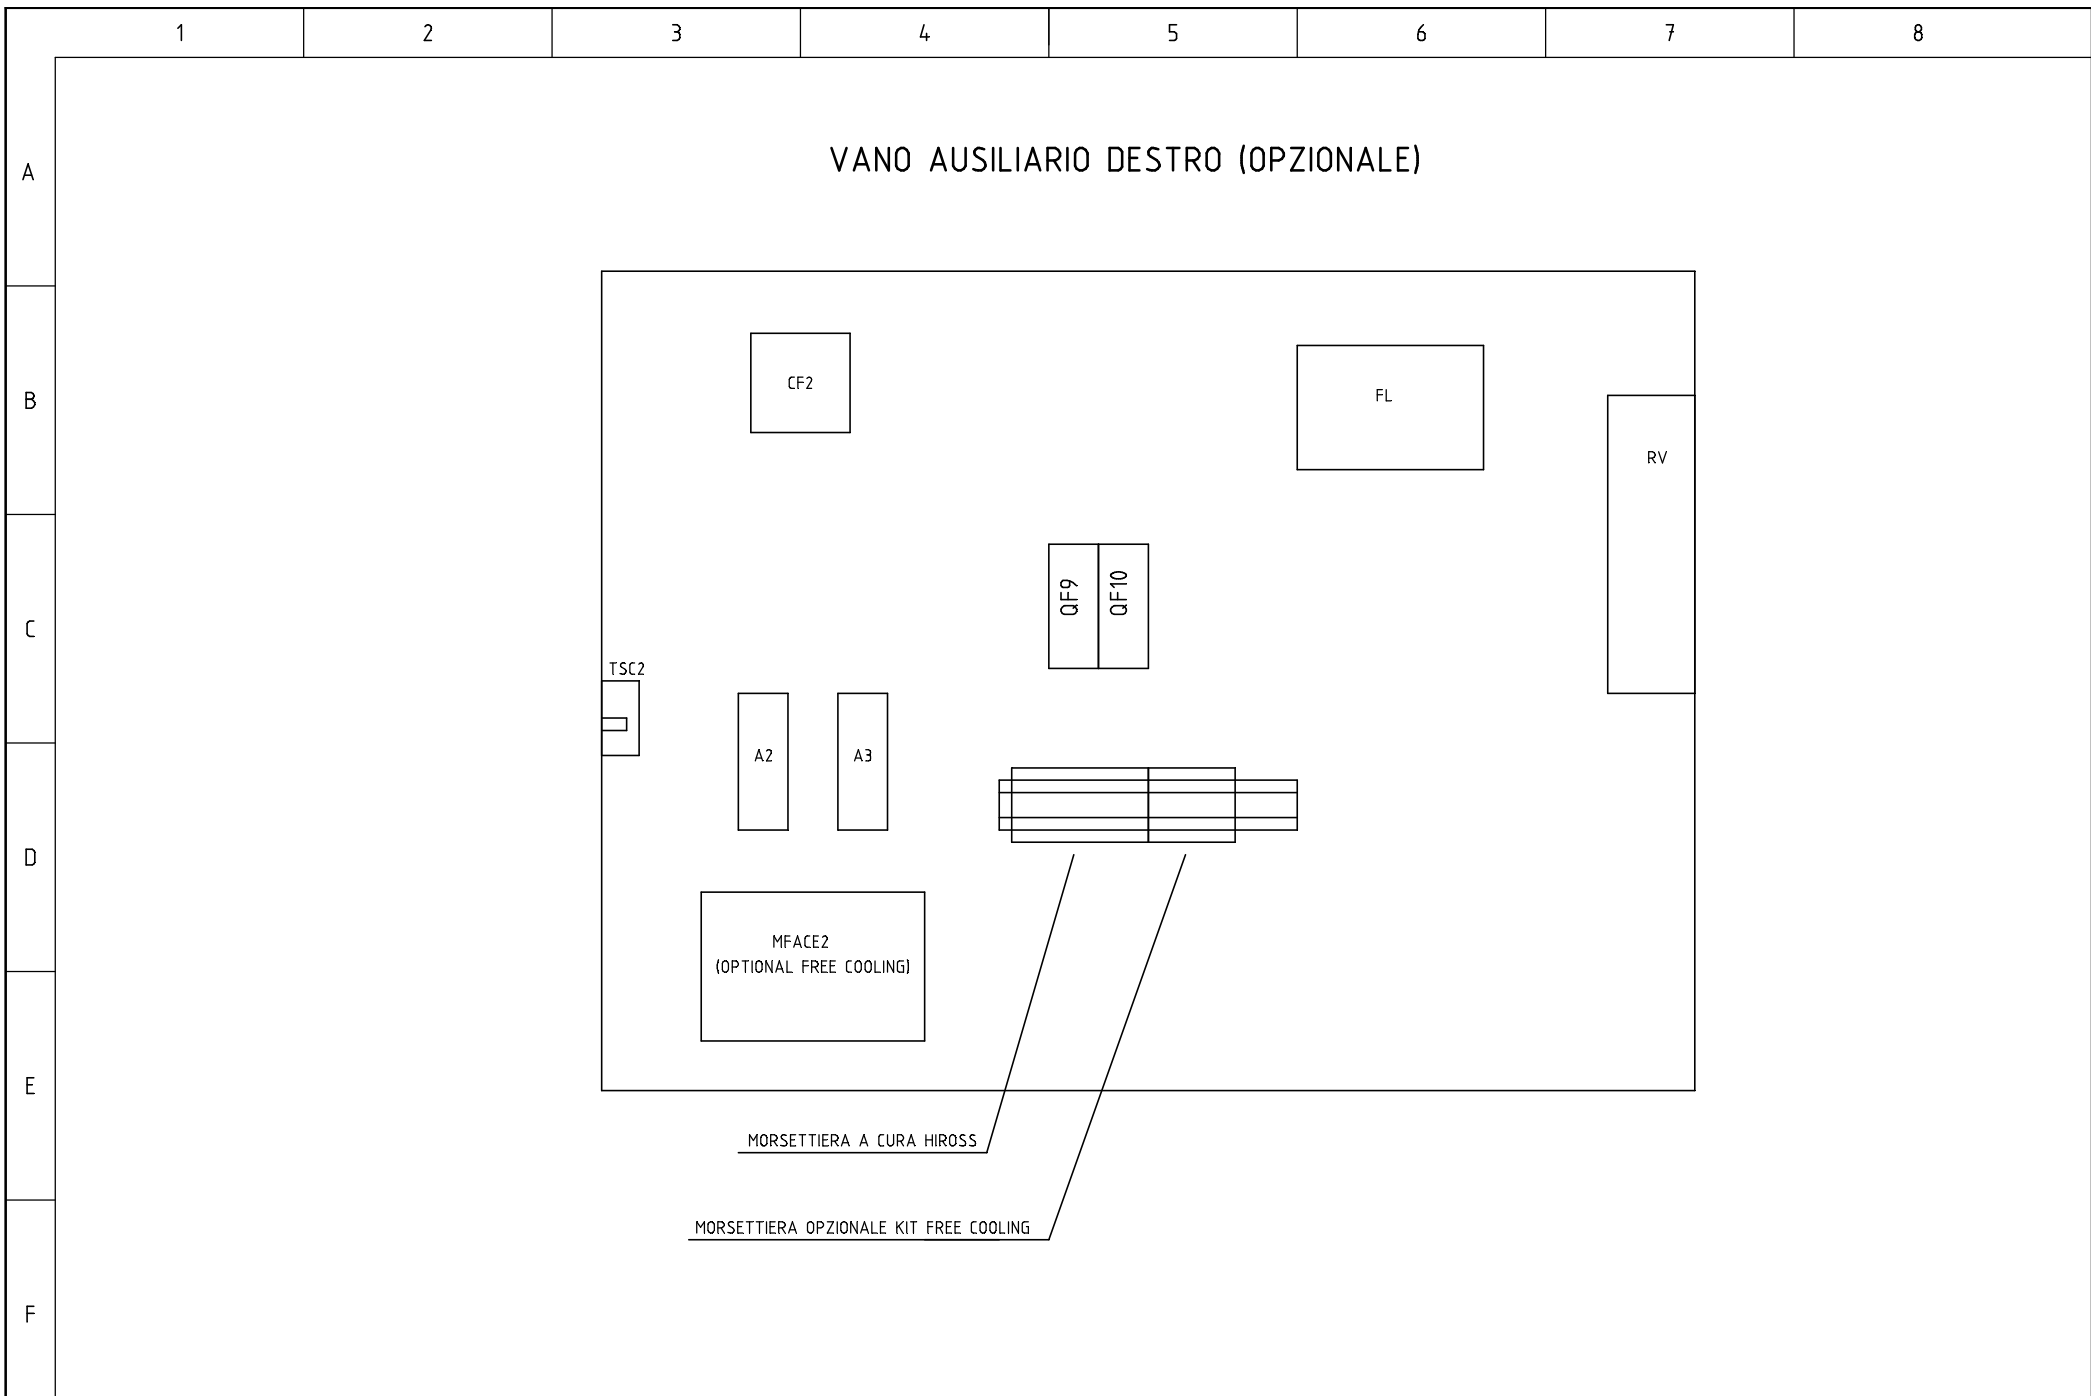 1 2 3 4 5 6 7 8
A
VANO AUSILIARIO DESTRO (OPZIONALE)
B
CF2
FL
RV
QF9
QF10
C
TSC2
A2
A3
D
MFACE2
(OPTIONAL FREE COOLING)
E
MORSETTIERA A CURA HIROSS
MORSETTIERA OPZIONALE KIT FREE COOLING
F